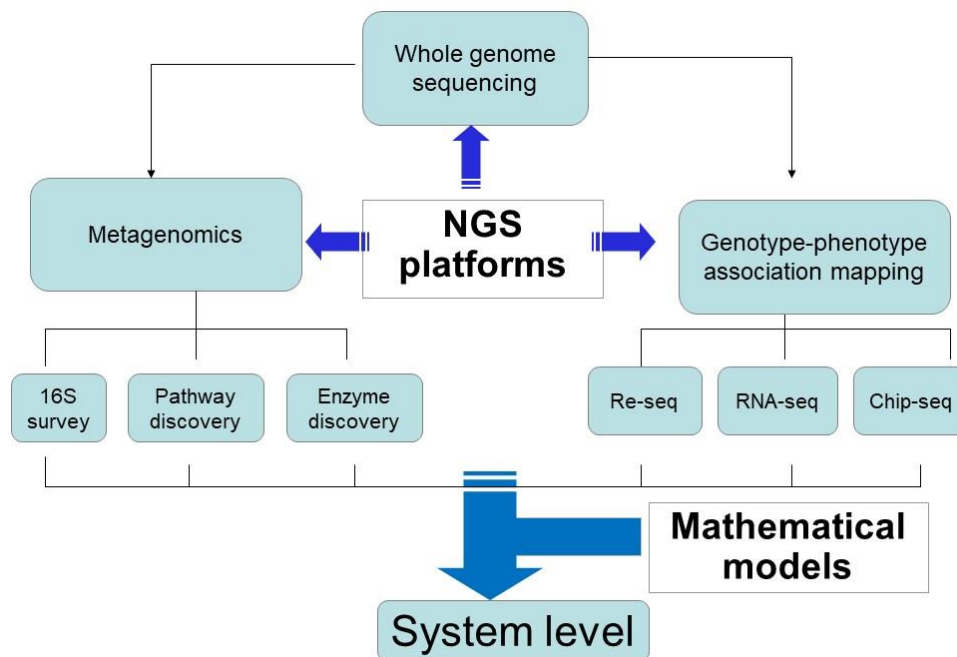 Whole genome
sequencing
Metagenomics
NGS
platforms
Genotype-phenotype
association mapping
16S
survey
Pathway
discovery
Enzyme
discovery
Re-seq
RNA-seq
Chip-seq
Mathematical
models
System level